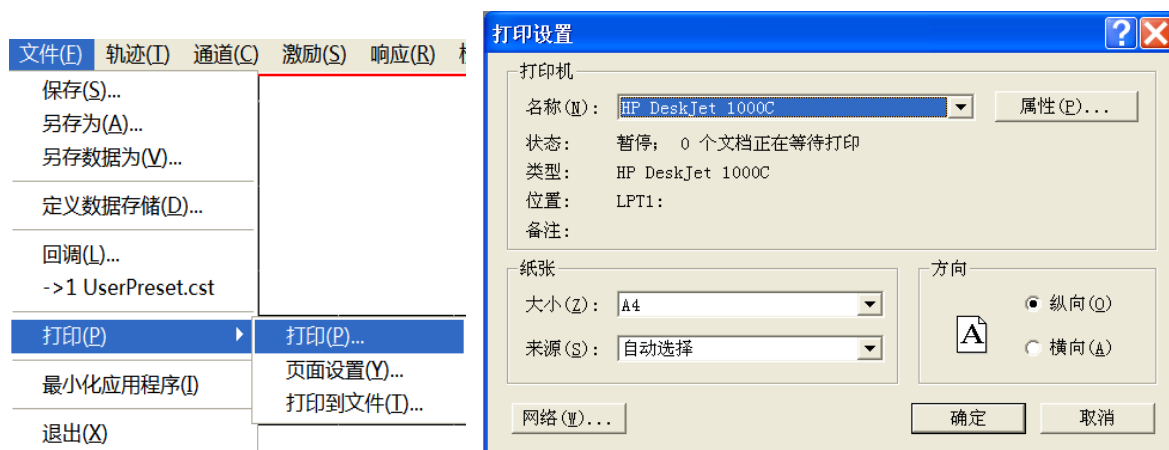 文件(F) 轨迹(T) 通道(C) 激励(S) 响应(R)
保存(S)...
另存为(A)...
另存数据为(V)...
定义数据存储(D)...
回调(L)...
->1 UserPreset.cst
打印(P)
最小化应用程序(I)
退出(X)
打印(P)...
页面设置(Y)...
打印到文件(T)...
打印设置
打印机
名称(N): HP DeskJet 1000C 属性(P)...
状态: 暂停; 0 个文档正在等待打印
类型: HP DeskJet 1000C
位置: LPT1:
备注:
纸张
大小(Z): A4
来源(S): 自动选择
方向
A
纵向(O)
横向(A)
网络(W)... 确定 取消